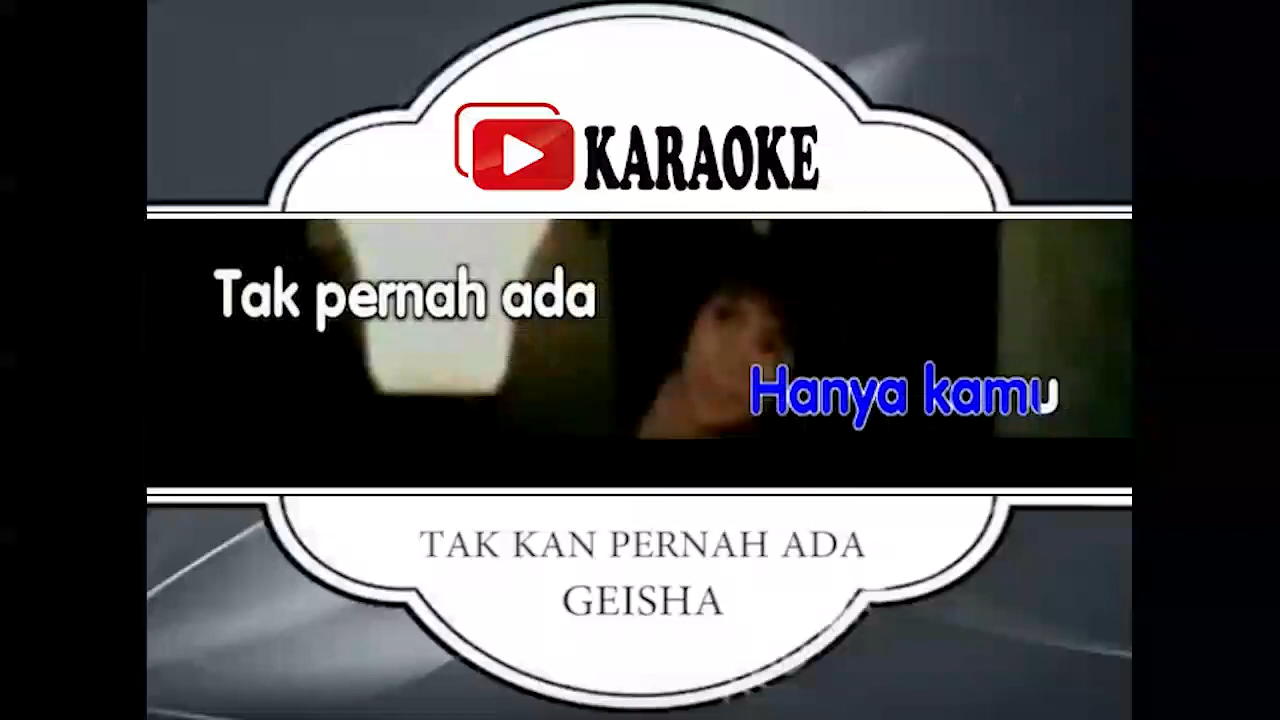 KARAOKE
Tak pernah ada
Hanya kamu
TAK KAN PERNAH ADA
GEISHA